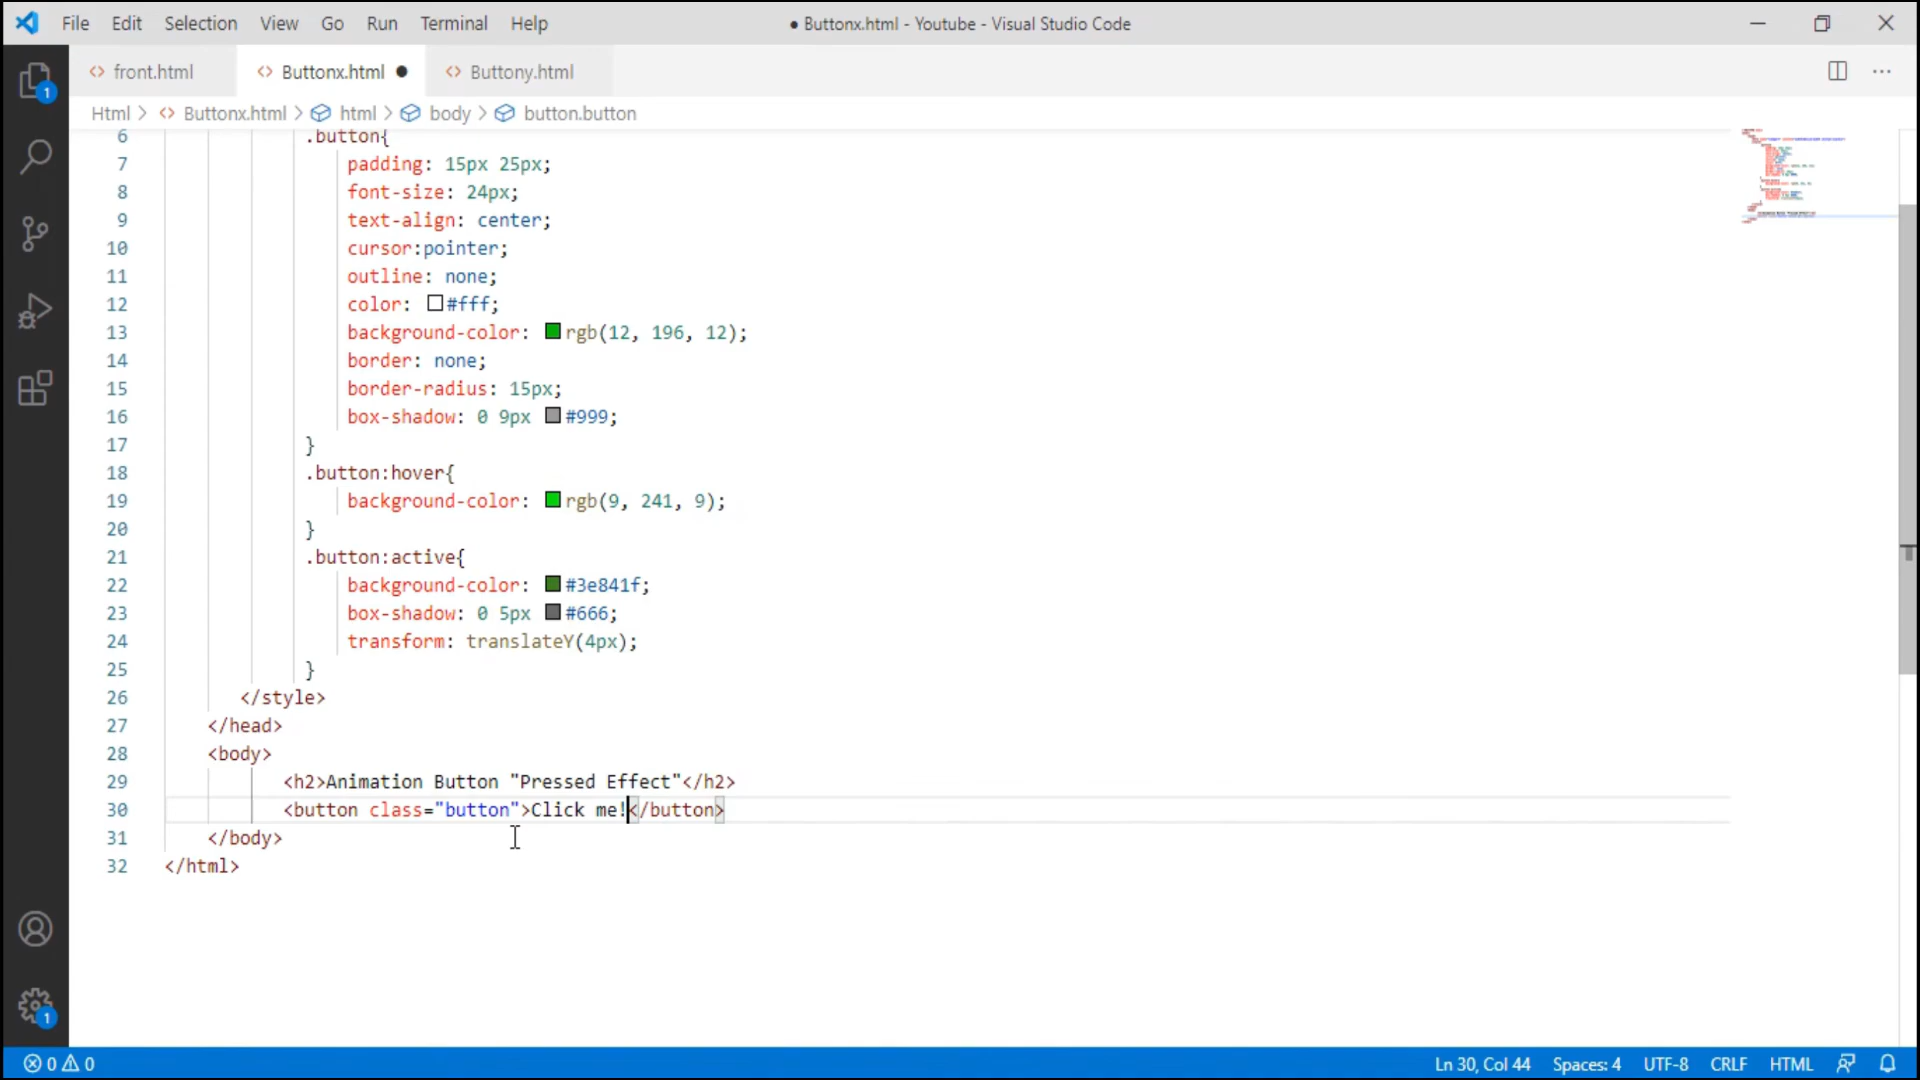 File Edit Selection View Go Run Terminal Help ● Buttonx.html - Youtube - Visual Studio Code
1
<> front.html <> Buttonx.html ● <> Buttony.html ...
Html > <> Buttonx.html > html > body > button.button
6 .button{
7 padding: 15px 25px;
8 font-size: 24px;
9 text-align: center;
10 cursor:pointer;
11 outline: none;
12 color: #fff;
13 background-color: rgb(12, 196, 12);
14 border: none;
15 border-radius: 15px;
16 box-shadow: 0 9px #999;
17 }
18 .button:hover{
19 background-color: rgb(9, 241, 9);
20 }
21 .button:active{
22 background-color: #3e841f;
23 box-shadow: 0 5px #666;
24 transform: translateY(4px);
25 }
26 </style>
27 </head>
28 <body>
29 <h2>Animation Button "Pressed Effect"</h2>
30 <button class="button">Click me!</button>
31 </body>
32 </html>
1
0 0 Ln 30, Col 44 Spaces: 4 UTF-8 CRLF HTML